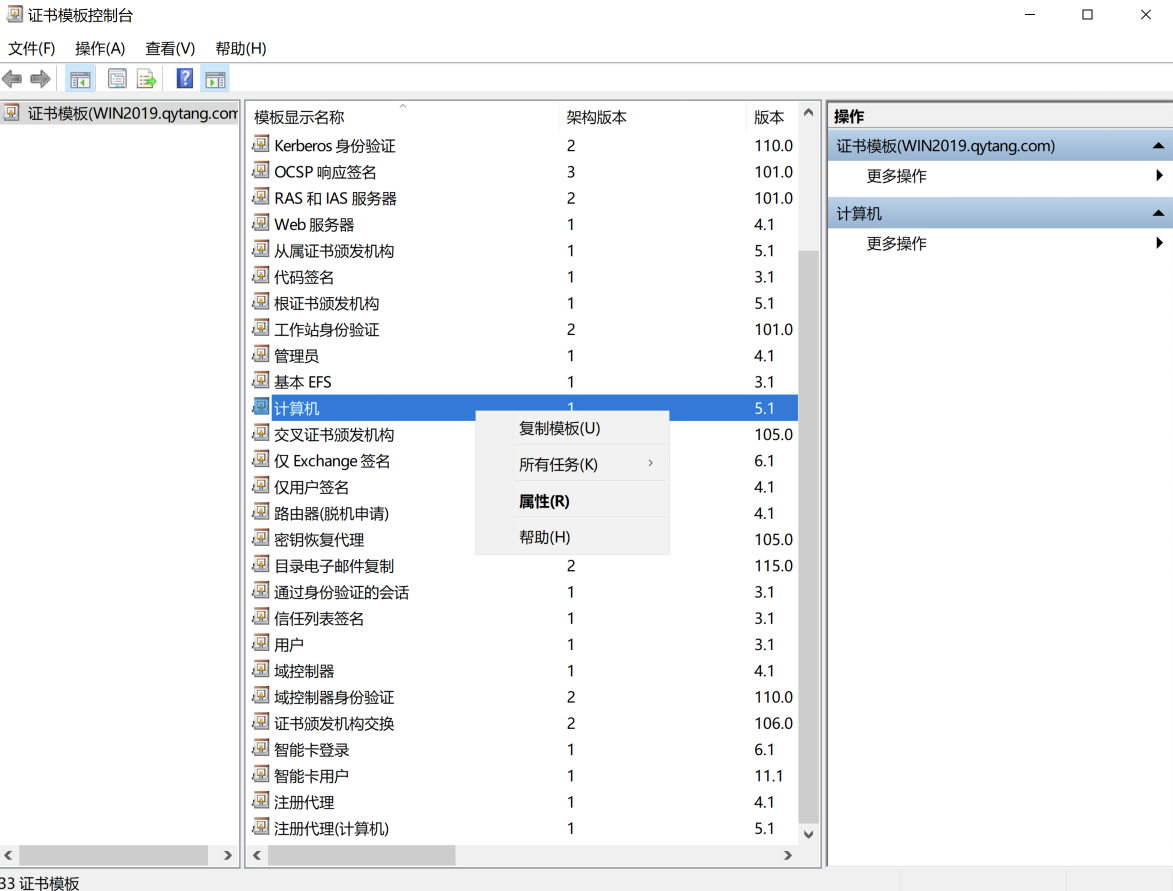 证书模板控制台
文件(F) 操作(A) 查看(V) 帮助(H)
证书模板(WIN2019.qytang.com
模板显示名称 架构版本 版本
Kerberos 身份验证 2 110.0
OCSP 响应签名 3 101.0
RAS 和 IAS 服务器 2 101.0
Web 服务器 1 4.1
从属证书颁发机构 1 5.1
代码签名 1 3.1
根证书颁发机构 1 5.1
工作站身份验证 2 101.0
管理员 1 4.1
基本 EFS 1 3.1
计算机 1 5.1
交叉证书颁发机构 105.0
仅 Exchange 签名 6.1
仅用户签名 4.1
路由器(脱机申请) 4.1
密钥恢复代理 105.0
目录电子邮件复制 2 115.0
通过身份验证的会话 1 3.1
信任列表签名 1 3.1
用户 1 3.1
域控制器 1 4.1
域控制器身份验证 2 110.0
证书颁发机构交换 2 106.0
智能卡登录 1 6.1
智能卡用户 1 11.1
注册代理 1 4.1
注册代理(计算机) 1 5.1
复制模板(U)
所有任务(K)
属性(R)
帮助(H)
操作
证书模板(WIN2019.qytang.com)
更多操作
计算机
更多操作
33 证书模板